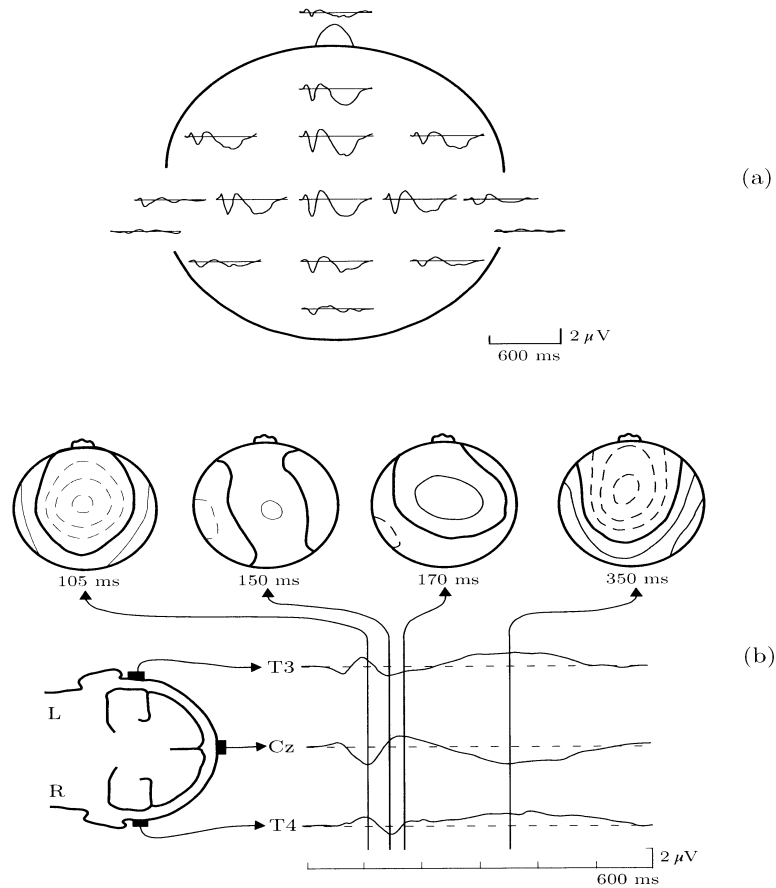 (a)
2 μV
600 ms
105 ms
150 ms
170 ms
350 ms
T3
(b)
L
Cz
R
T4
2 μV
600 ms